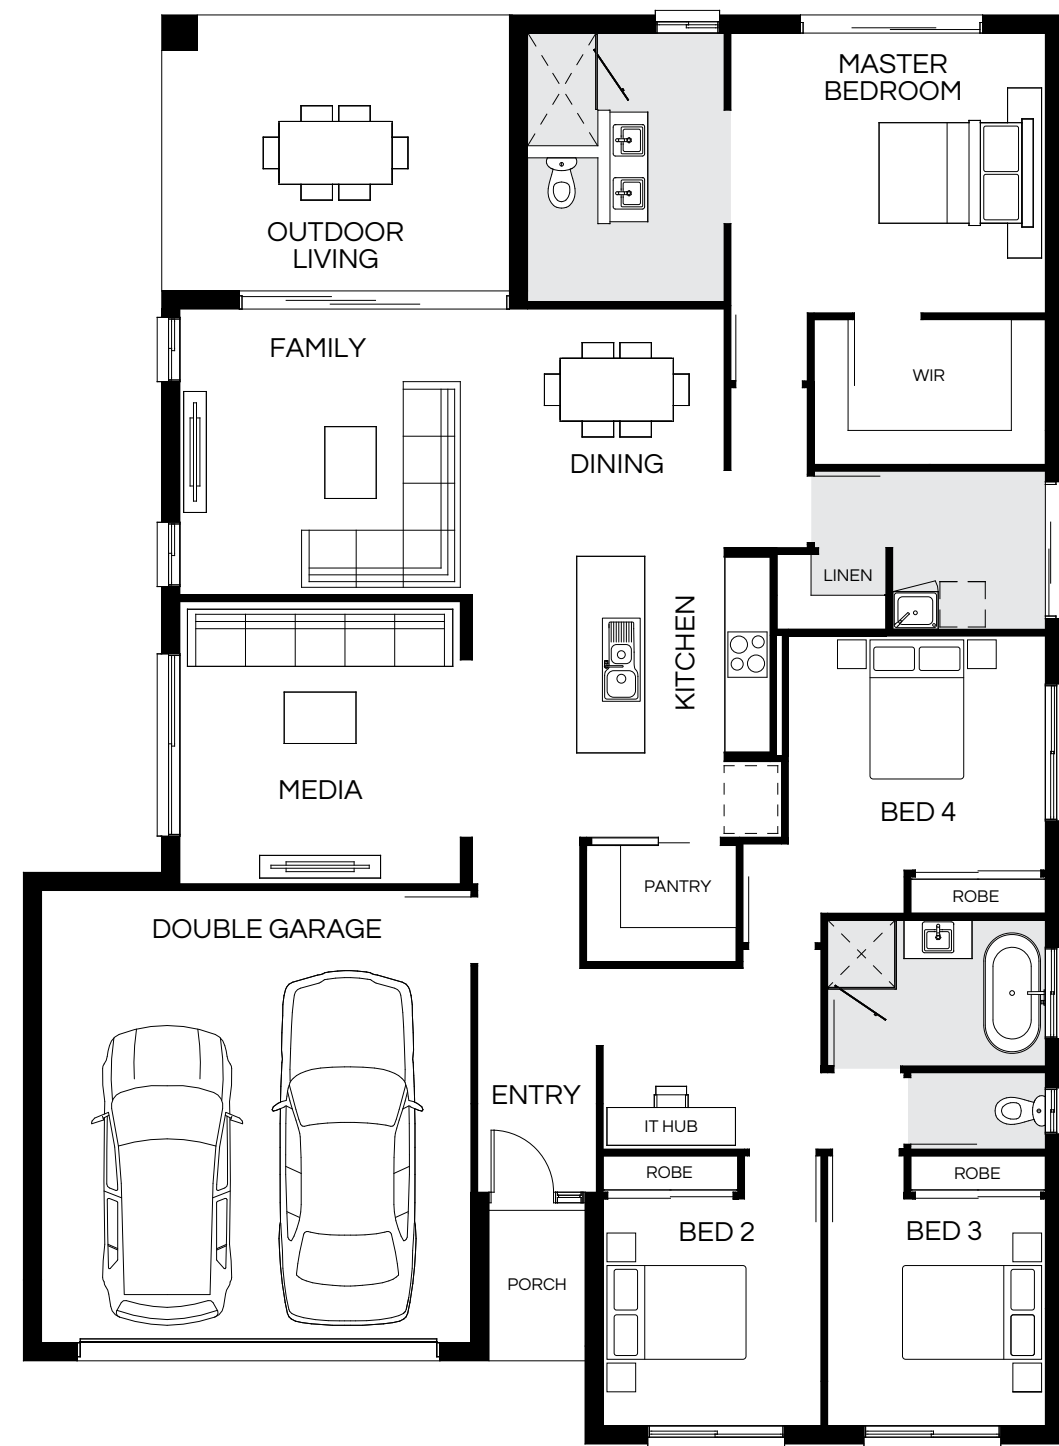 MASTER
BEDROOM
OUTDOOR
LIVING
FAMILY
WIR
DINING
LINEN
KITCHEN
MEDIA
BED 4
PANTRY
ROBE
DOUBLE GARAGE
ENTRY
IT HUB
ROBE
ROBE
BED 2
BED 3
PORCH